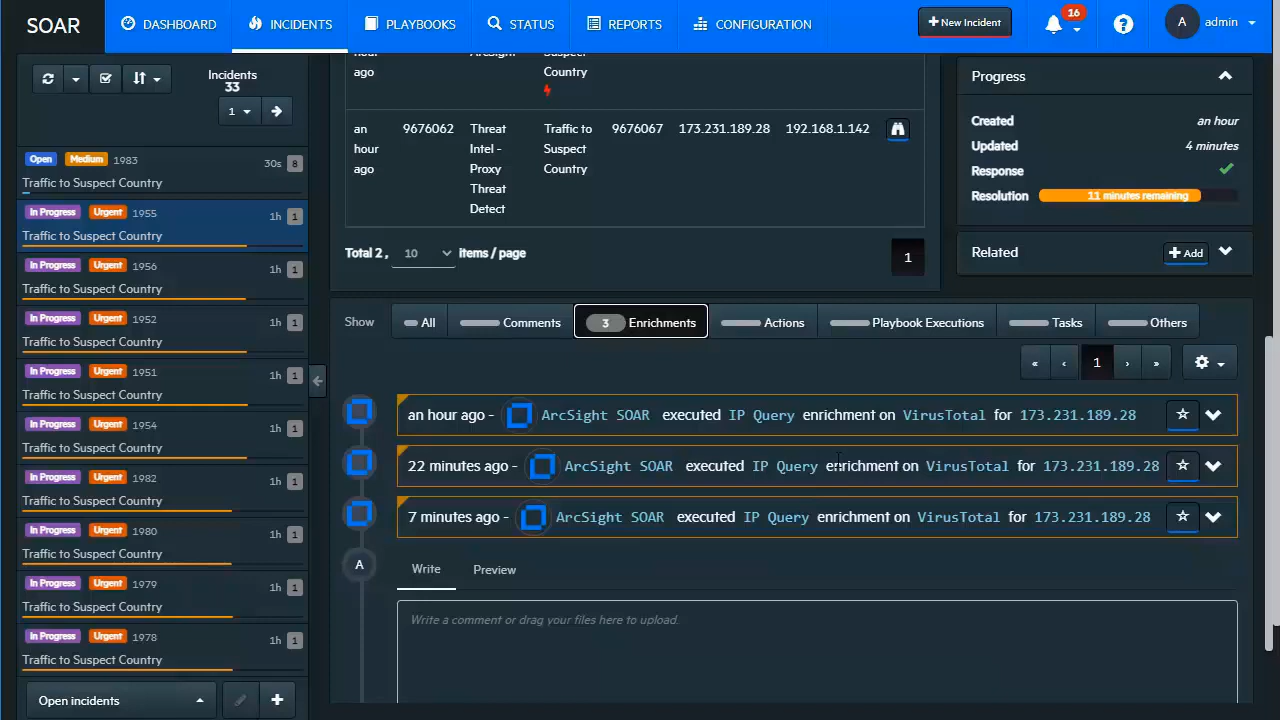 SOAR
DASHBOARD
INCIDENTS
PLAYBOOKS
STATUS
REPORTS
CONFIGURATION
New Incident
16
A
admin
Incidents
33
1
Open Medium 1983 30s 8
Traffic to Suspect Country
In Progress Urgent 1955 1h 1
Traffic to Suspect Country
In Progress Urgent 1956 1h 1
Traffic to Suspect Country
In Progress Urgent 1952 1h 1
Traffic to Suspect Country
In Progress Urgent 1951 1h 1
Traffic to Suspect Country
In Progress Urgent 1954 1h 1
Traffic to Suspect Country
In Progress Urgent 1982 1h 1
Traffic to Suspect Country
In Progress Urgent 1980 1h 1
Traffic to Suspect Country
In Progress Urgent 1979 1h 1
Traffic to Suspect Country
In Progress Urgent 1978 1h 1
Traffic to Suspect Country
Open incidents
ago
Country
an 9676062 Threat Traffic to 9676067 173.231.189.28 192.168.1.142
hour Intel - Suspect
ago Proxy Country
Threat
Detect
Total 2 , 10 items / page
1
Progress
Created an hour
Updated 4 minutes
Response
Resolution 11 minutes remaining
Related
Add
Show All Comments 3 Enrichments Actions Playbook Executions Tasks Others
« ‹ 1 › »
an hour ago - ArcSight SOAR executed IP Query enrichment on VirusTotal for 173.231.189.28
22 minutes ago - ArcSight SOAR executed IP Query enrichment on VirusTotal for 173.231.189.28
7 minutes ago - ArcSight SOAR executed IP Query enrichment on VirusTotal for 173.231.189.28
A
Write Preview
Write a comment or drag your files here to upload.